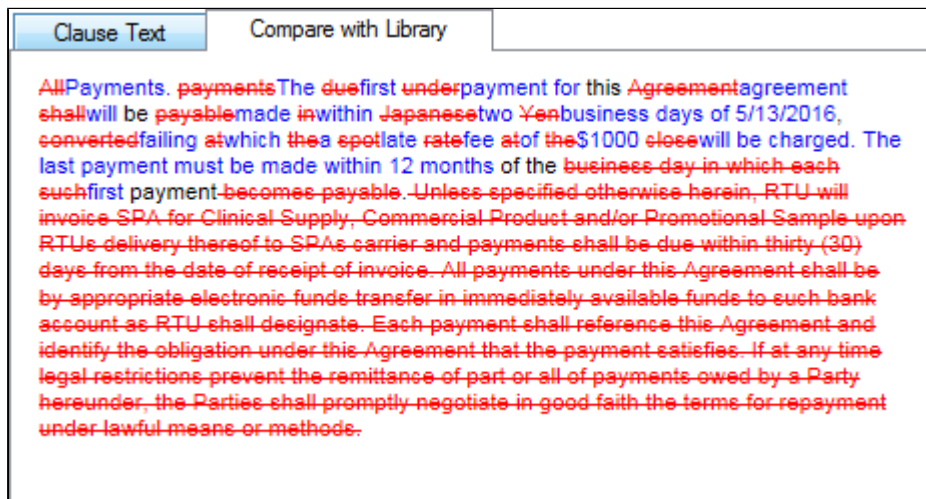 Clause Text
Compare with Library
AllPayments. paymentsThe duefirst underpayment for this Agreementagreement
shallwill be payablemade inwithin Japanesetwo Yenbusiness days of 5/13/2016,
convertedfailing atwhich thea spotlate ratefee atof the$1000 closewill be charged. The
last payment must be made within 12 months of the business day in which each
suchfirst payment becomes payable. Unless specified otherwise herein, RTU will
invoice SPA for Clinical Supply, Commercial Product and/or Promotional Sample upon
RTUs delivery thereof to SPAs carrier and payments shall be due within thirty (30)
days from the date of receipt of invoice. All payments under this Agreement shall be
by appropriate electronic funds transfer in immediately available funds to such bank
account as RTU shall designate. Each payment shall reference this Agreement and
identify the obligation under this Agreement that the payment satisfies. If at any time
legal restrictions prevent the remittance of part or all of payments owed by a Party
hereunder, the Parties shall promptly negotiate in good faith the terms for repayment
under lawful means or methods.